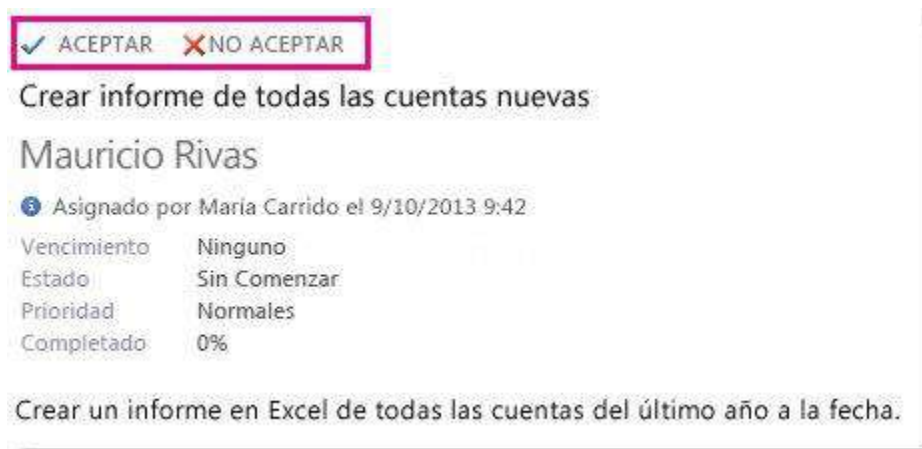 ACEPTAR NO ACEPTAR
Crear informe de todas las cuentas nuevas
Mauricio Rivas
Asignado por María Carrido el 9/10/2013 9:42
Vencimiento Ninguno
Estado Sin Comenzar
Prioridad Normales
Completado 0%
Crear un informe en Excel de todas las cuentas del último año a la fecha.